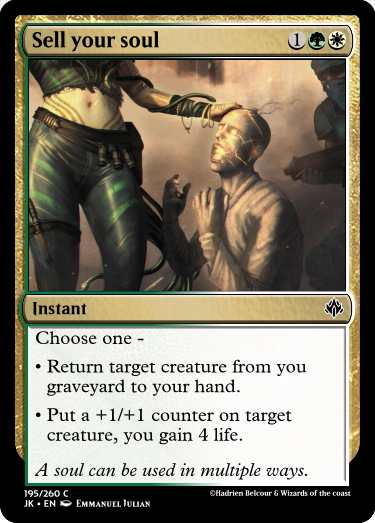 Sell your soul 1
Instant
Choose one -
• Return target creature from you
graveyard to your hand.
• Put a +1/+1 counter on target
creature, you gain 4 life.
A soul can be used in multiple ways.
195/260 C
JK • EN Emmanuel Julian
©Hadrien Belcour & Wizards of the coast